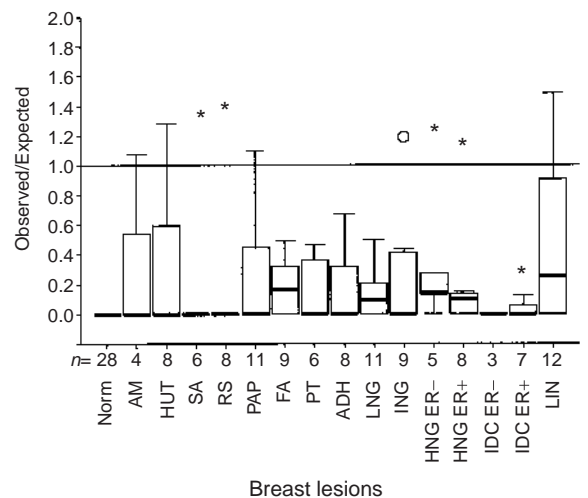 Observed/Expected
2.0
1.8
1.6
1.4
1.2
1.0
0.8
0.6
0.4
0.2
0.0
n= 28 4 8 6 8 11 9 6 8 11 9 5 8 3 7 12
Norm
AM
HUT
SA
RS
PAP
FA
PT
ADH
LNG
ING
HNG ER−
HNG ER+
IDC ER−
IDC ER+
LIN
Breast lesions